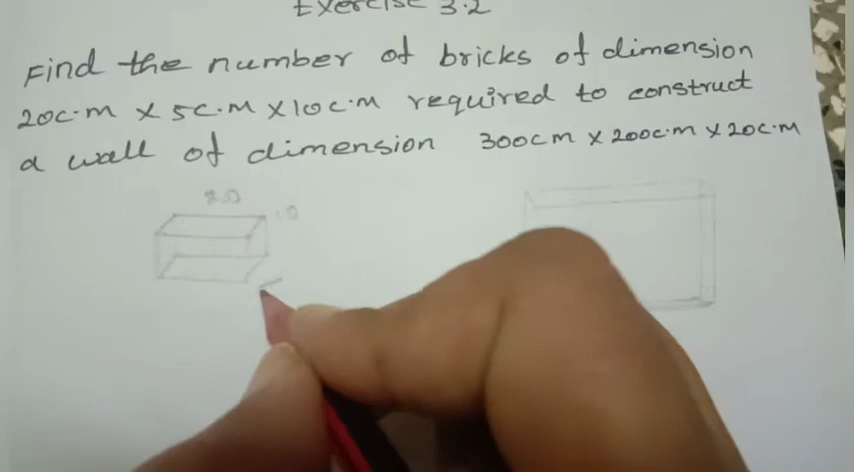 Exercise 3.2
Find the number of bricks of dimension
20c.m x 5c.m x 10c.m required to construct
a wall of dimension 300cm x 200c.m x 20c.m
20
10